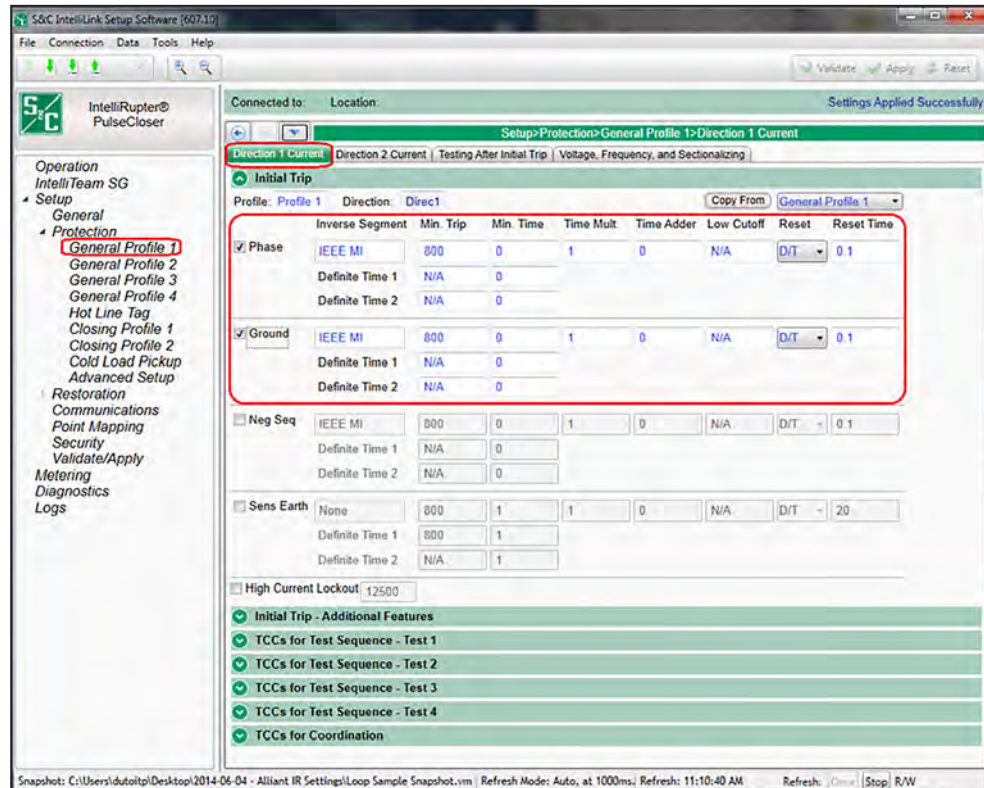 S&C IntelliLink Setup Software [607.10]
File Connection Data Tools Help
Validate Apply Reset
S&C IntelliRupter® PulseCloser
Connected to: Location: Settings Applied Successfully
Setup>Protection>General Profile 1>Direction 1 Current
Direction 1 Current Direction 2 Current Testing After Initial Trip Voltage, Frequency, and Sectionalizing
Operation
IntelliTeam SG
Setup
General
Protection
General Profile 1
General Profile 2
General Profile 3
General Profile 4
Hot Line Tag
Closing Profile 1
Closing Profile 2
Cold Load Pickup
Advanced Setup
Restoration
Communications
Point Mapping
Security
Validate/Apply
Metering
Diagnostics
Logs
Initial Trip
Profile: Profile 1 Direction: Direc1 Copy From General Profile 1
Inverse Segment Min. Trip Min. Time Time Mult Time Adder Low Cutoff Reset Reset Time
Phase IEEE MI 800 0 1 0 N/A D/T 0.1
Definite Time 1 N/A 0
Definite Time 2 N/A 0
Ground IEEE MI 800 0 1 0 N/A D/T 0.1
Definite Time 1 N/A 0
Definite Time 2 N/A 0
Neg Seq IEEE MI 800 0 1 0 N/A D/T 0.1
Definite Time 1 N/A 0
Definite Time 2 N/A 0
Sens Earth None 800 1 1 0 N/A D/T 20
Definite Time 1 800 1
Definite Time 2 N/A 1
High Current Lockout 12500
Initial Trip - Additional Features
TCCs for Test Sequence - Test 1
TCCs for Test Sequence - Test 2
TCCs for Test Sequence - Test 3
TCCs for Test Sequence - Test 4
TCCs for Coordination
Snapshot: C:\Users\dutoitp\Desktop\2014-06-04 - Alliant IR Settings\Loop Sample Snapshot.vm Refresh Mode: Auto, at 1000ms. Refresh: 11:10:40 AM Refresh: Once Stop R/W